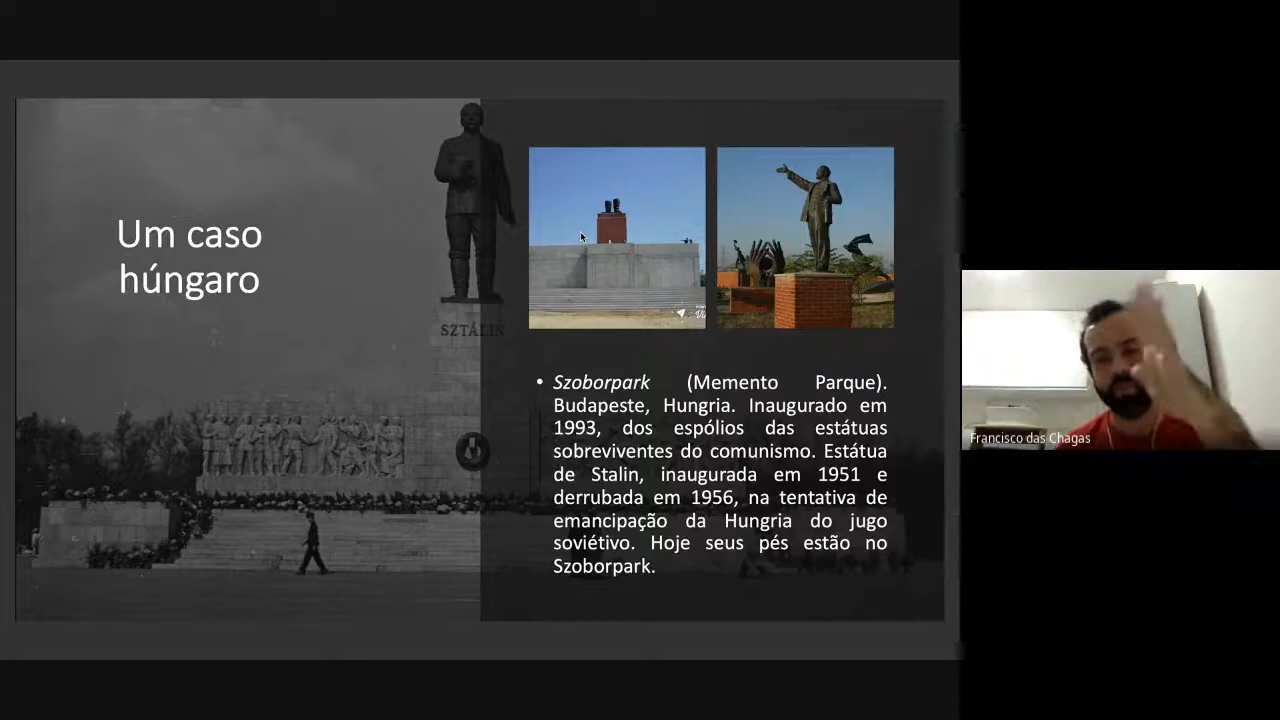 Um caso
húngaro
SZTÁLIN
• Szoborpark (Memento Parque).
Budapeste, Hungria. Inaugurado em
1993, dos espólios das estátuas
sobreviventes do comunismo. Estátua
de Stalin, inaugurada em 1951 e
derrubada em 1956, na tentativa de
emancipação da Hungria do jugo
soviétivo. Hoje seus pés estão no
Szoborpark.
Francisco das Chagas